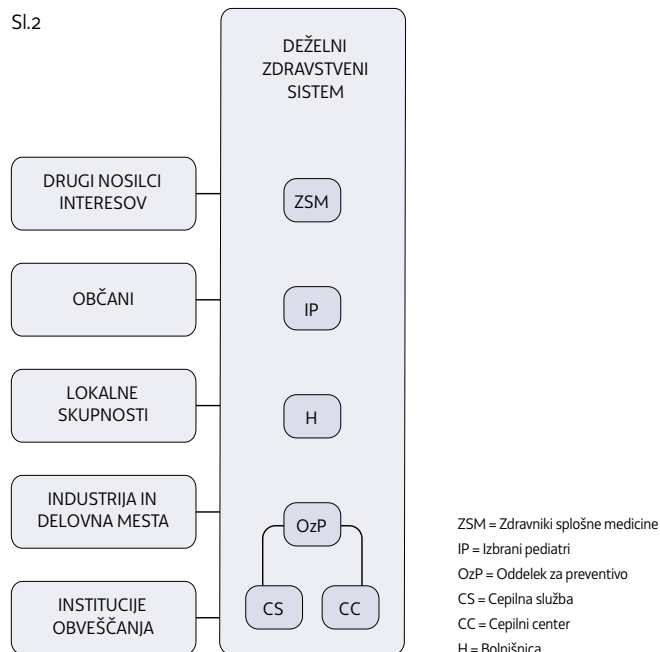 Sl.2
DEŽELNI
ZDRAVSTVENI
SISTEM
DRUGI NOSILCI
INTERESOV
ZSM
OBČANI
IP
LOKALNE
SKUPNOSTI
H
INDUSTRIJA IN
DELOVNA MESTA
OzP
INSTITUCIJE
OBVEŠČANJA
CS
CC
ZSM = Zdravniki splošne medicine
IP = Izbrani pediatri
OzP = Oddelek za preventivo
CS = Cepilna služba
CC = Cepilni center
H = Bolnišnica